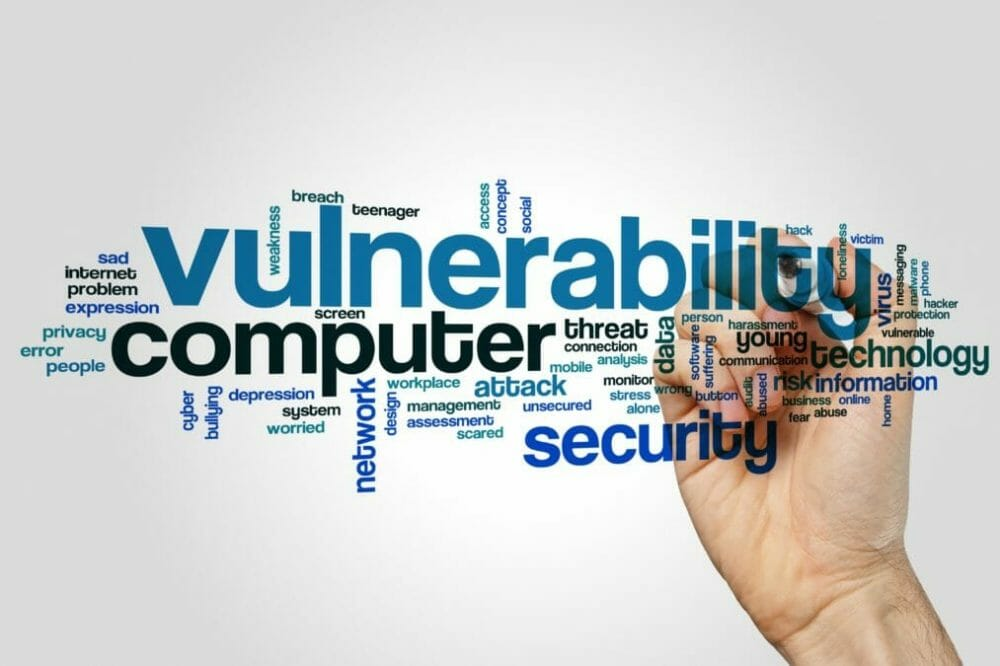 breach
teenager
weakness
access
concept
social
hack
loneliness
victim
vulnerability
sad
internet
problem
expression
virus
messaging
malware
phone
hacker
protection
screen
computer
privacy
error
people
threat
connection
analysis
mobile
data
person
software
suffering
harassment
young
communication
vulnerable
technology
cyber
bullying
depression
system
worried
network
design
workplace
management
assessment
scared
attack
unsecured
monitor
stress
alone
wrong
button
audit
abused
risk
information
business
online
fear
abuse
home
security